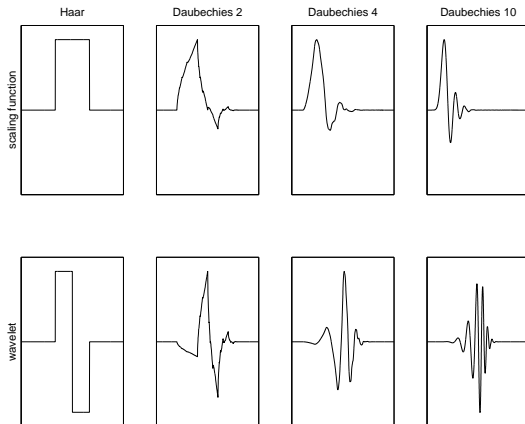 Haar
Daubechies 2
Daubechies 4
Daubechies 10
scaling function
wavelet